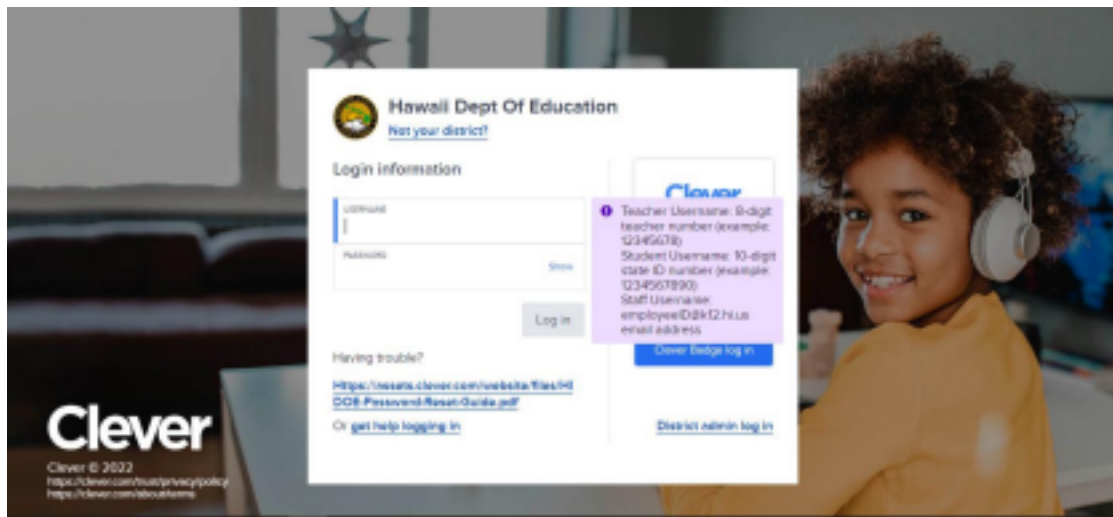 Hawaii Dept Of Education
Not your district?
Login information
USERNAME
PASSWORD
Show
Log in
Having trouble?
Https://assets.clever.com/website/files/HI
DOE-Password-Reset-Guide.pdf
Or get help logging in
Clever
Teacher Username: 8-digit
teacher number (example:
12345678)
Student Username: 10-digit
state ID number (example:
1234567890)
Staff Username:
employeeID@k12.hi.us
email address
Clever Badge log in
District admin log in
Clever
Clever © 2022
https://clever.com/trust/privacy/policy
https://clever.com/about/terms